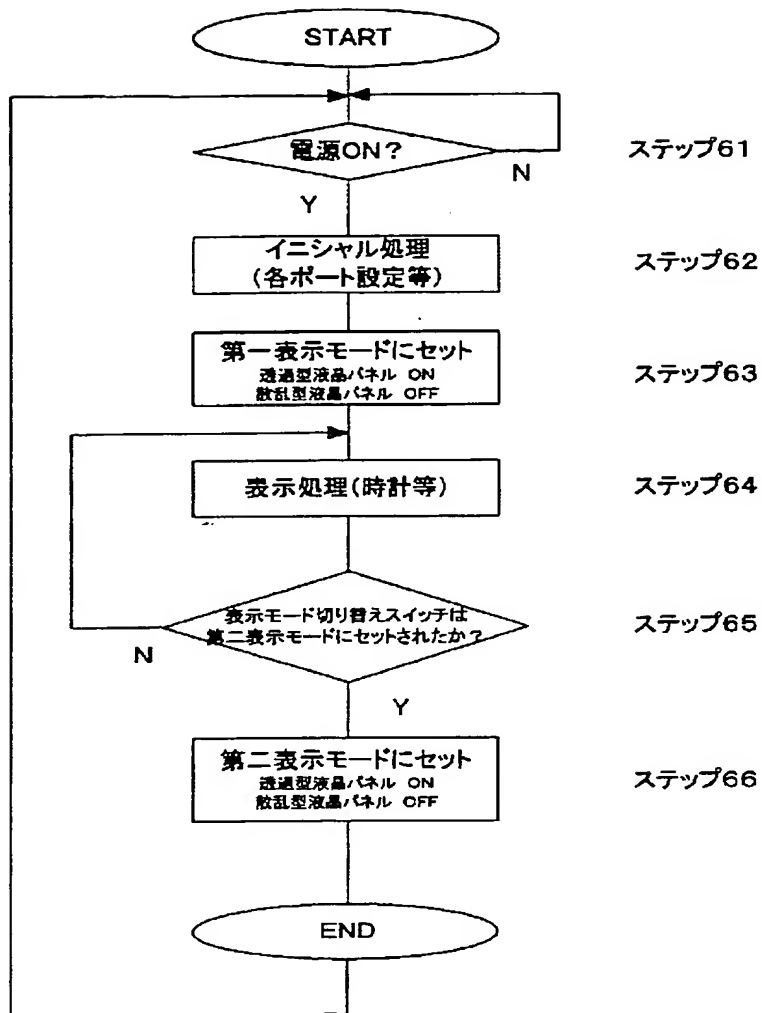 START
電源ON?
ステップ61
N
Y
イニシャル処理
(各ポート設定等)
ステップ62
第一表示モードにセット
透過型液晶パネル ON
散乱型液晶パネル OFF
ステップ63
表示処理(時計等)
ステップ64
表示モード切り替えスイッチは
第二表示モードにセットされたか?
ステップ65
N
Y
第二表示モードにセット
透過型液晶パネル ON
散乱型液晶パネル OFF
ステップ66
END